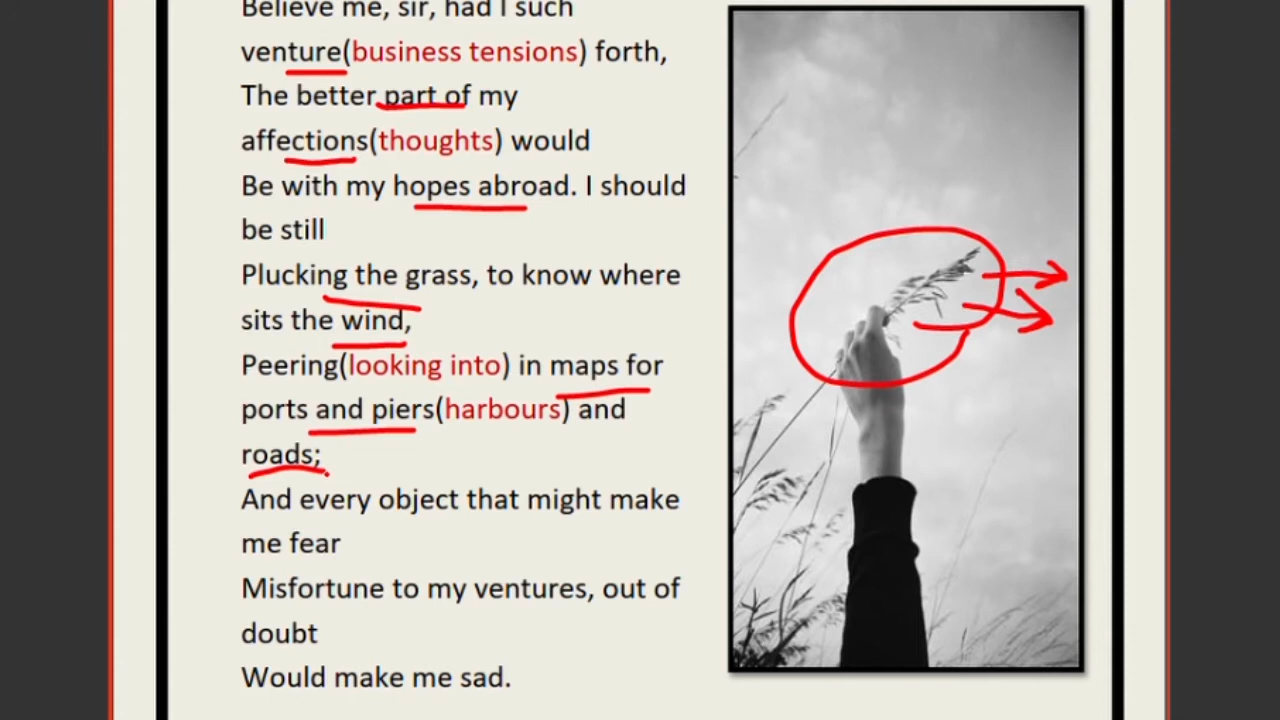 Believe me, sir, had I such
venture(business tensions) forth,
The better part of my
affections(thoughts) would
Be with my hopes abroad. I should
be still
Plucking the grass, to know where
sits the wind,
Peering(looking into) in maps for
ports and piers(harbours) and
roads;
And every object that might make
me fear
Misfortune to my ventures, out of
doubt
Would make me sad.